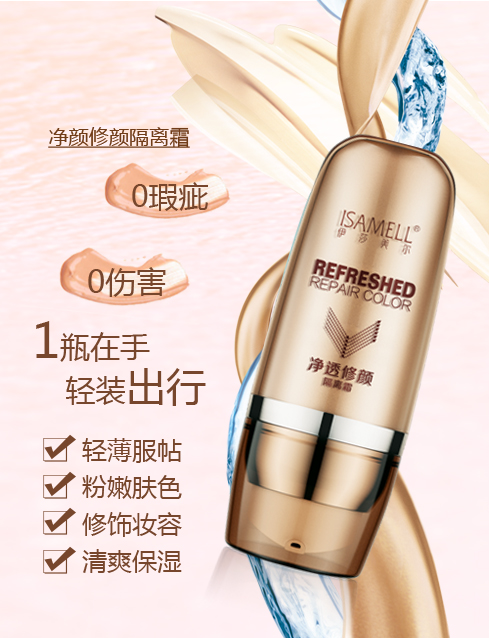 净颜修颜隔离霜
0瑕疵
0伤害
1瓶在手
轻装出行
轻薄服帖
粉嫩肤色
修饰妆容
清爽保湿
ISAMELL®
伊莎美尔
REFRESHED
REPAIR COLOR
净透修颜
隔离霜